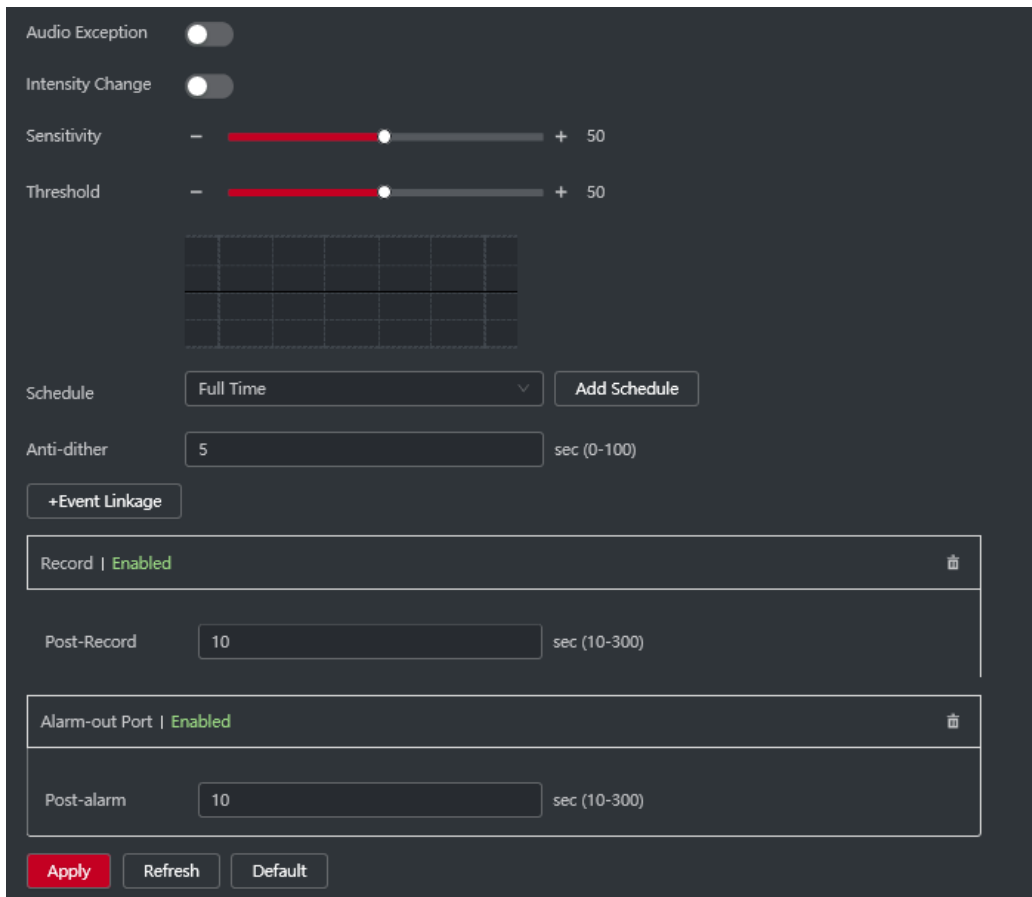 Audio Exception
Intensity Change
Sensitivity − + 50
Threshold − + 50
Schedule Full Time Add Schedule
Anti-dither 5 sec (0-100)
+Event Linkage
Record | Enabled
Post-Record 10 sec (10-300)
Alarm-out Port | Enabled
Post-alarm 10 sec (10-300)
Apply Refresh Default